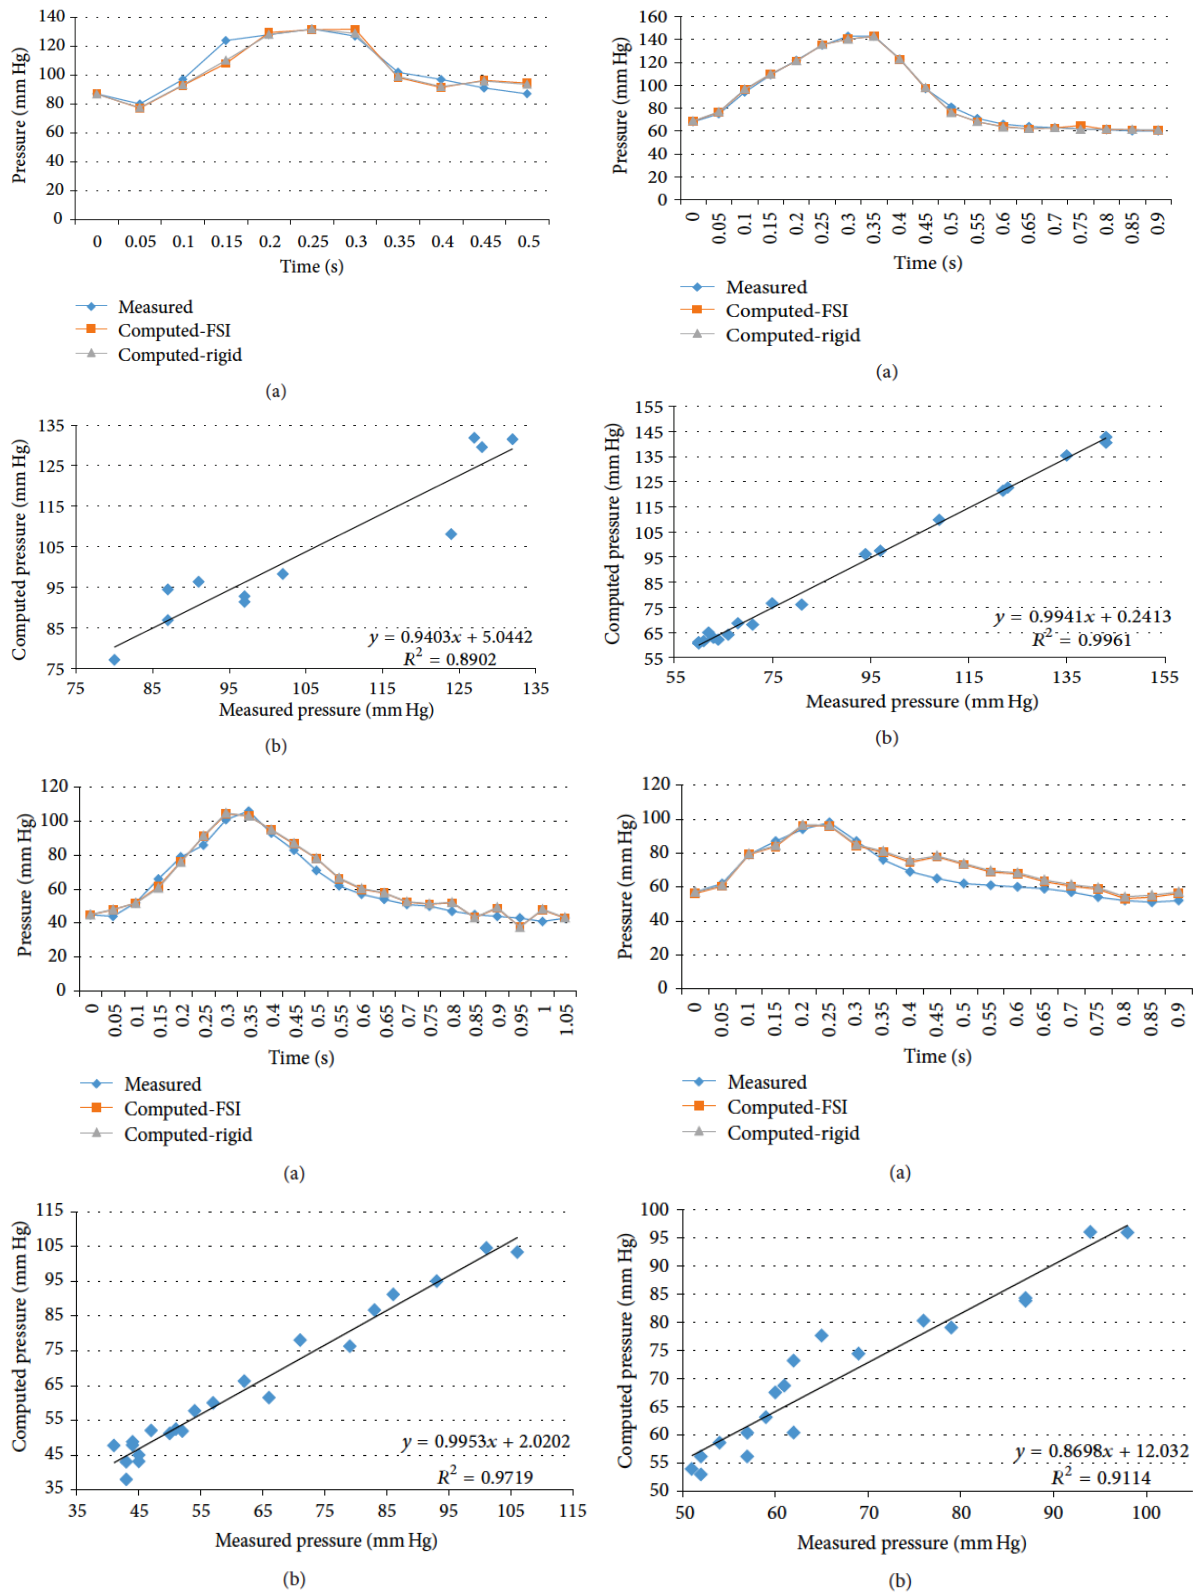 140
120
100
80
60
40
20
0
Pressure (mm Hg)
0 0.05 0.1 0.15 0.2 0.25 0.3 0.35 0.4 0.45 0.5
Time (s)
Measured
Computed-FSI
Computed-rigid
(a)
160
140
120
100
80
60
40
20
0
Pressure (mm Hg)
0 0.05 0.1 0.15 0.2 0.25 0.3 0.35 0.4 0.45 0.5 0.55 0.6 0.65 0.7 0.75 0.8 0.85 0.9
Time (s)
Measured
Computed-FSI
Computed-rigid
(a)
135
125
115
105
95
85
75
Computed pressure (mm Hg)
y = 0.9403x + 5.0442
R² = 0.8902
75 85 95 105 115 125 135
Measured pressure (mm Hg)
(b)
155
145
135
125
115
105
95
85
75
65
55
Computed pressure (mm Hg)
y = 0.9941x + 0.2413
R² = 0.9961
55 75 95 115 135 155
Measured pressure (mm Hg)
(b)
120
100
80
60
40
20
0
Pressure (mm Hg)
0 0.05 0.1 0.15 0.2 0.25 0.3 0.35 0.4 0.45 0.5 0.55 0.6 0.65 0.7 0.75 0.8 0.85 0.9 0.95 1 1.05
Time (s)
Measured
Computed-FSI
Computed-rigid
(a)
120
100
80
60
40
20
0
Pressure (mm Hg)
0 0.05 0.1 0.15 0.2 0.25 0.3 0.35 0.4 0.45 0.5 0.55 0.6 0.65 0.7 0.75 0.8 0.85 0.9
Time (s)
Measured
Computed-FSI
Computed-rigid
(a)
115
105
95
85
75
65
55
45
35
Computed pressure (mm Hg)
y = 0.9953x + 2.0202
R² = 0.9719
35 45 55 65 75 85 95 105 115
Measured pressure (mm Hg)
(b)
100
95
90
85
80
75
70
65
60
55
50
Computed pressure (mm Hg)
y = 0.8698x + 12.032
R² = 0.9114
50 60 70 80 90 100
Measured pressure (mm Hg)
(b)